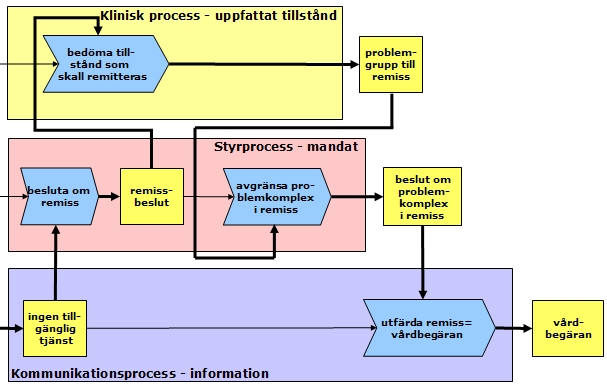 Klinisk process - uppfattat tillstånd
bedöma till-
stånd som
skall remitteras
problem-
grupp till
remiss
Styrprocess - mandat
besluta om
remiss
remiss-
beslut
avgränsa pro-
blemkomplex
i remiss
beslut om
problem-
komplex
i remiss
ingen till-
gänglig
tjänst
utfärda remiss=
vårdbegäran
vård-
begäran
Kommunikationsprocess - information